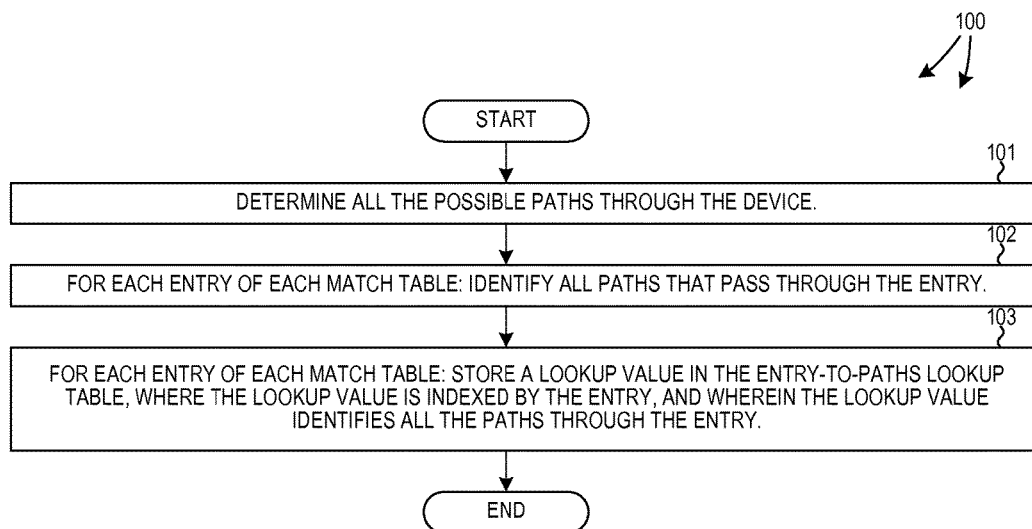 100
START
101
DETERMINE ALL THE POSSIBLE PATHS THROUGH THE DEVICE.
102
FOR EACH ENTRY OF EACH MATCH TABLE: IDENTIFY ALL PATHS THAT PASS THROUGH THE ENTRY.
103
FOR EACH ENTRY OF EACH MATCH TABLE: STORE A LOOKUP VALUE IN THE ENTRY-TO-PATHS LOOKUP
TABLE, WHERE THE LOOKUP VALUE IS INDEXED BY THE ENTRY, AND WHEREIN THE LOOKUP VALUE
IDENTIFIES ALL THE PATHS THROUGH THE ENTRY.
END